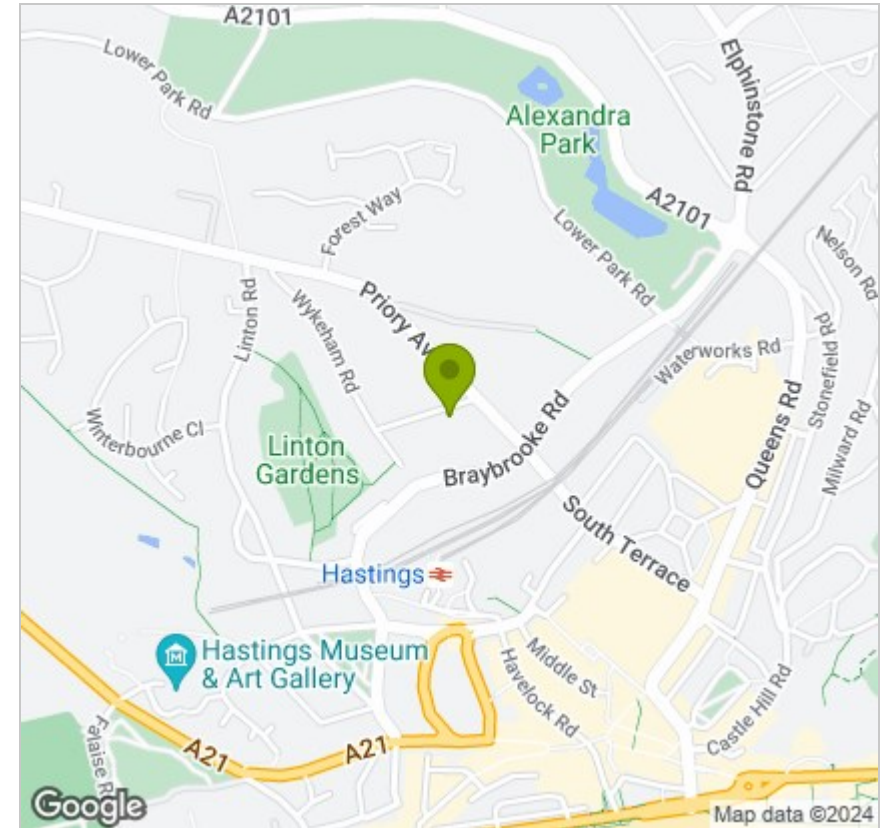 A2101
Lower Park Rd
Elphinstone Rd
Alexandra
Park
A2101
Forest Way
Lower Park Rd
Nelson Rd
Linton Rd
Wykeham Rd
Priory Av
Waterworks Rd
Stonefield Rd
Queens Rd
Milward Rd
Winterbourne Cl
Linton
Gardens
Braybrooke Rd
South Terrace
Hastings
Hastings Museum
& Art Gallery
Middle St
Havelock Rd
Castle Hill Rd
Falaise Rd
A21
A21
Google
Map data ©2024